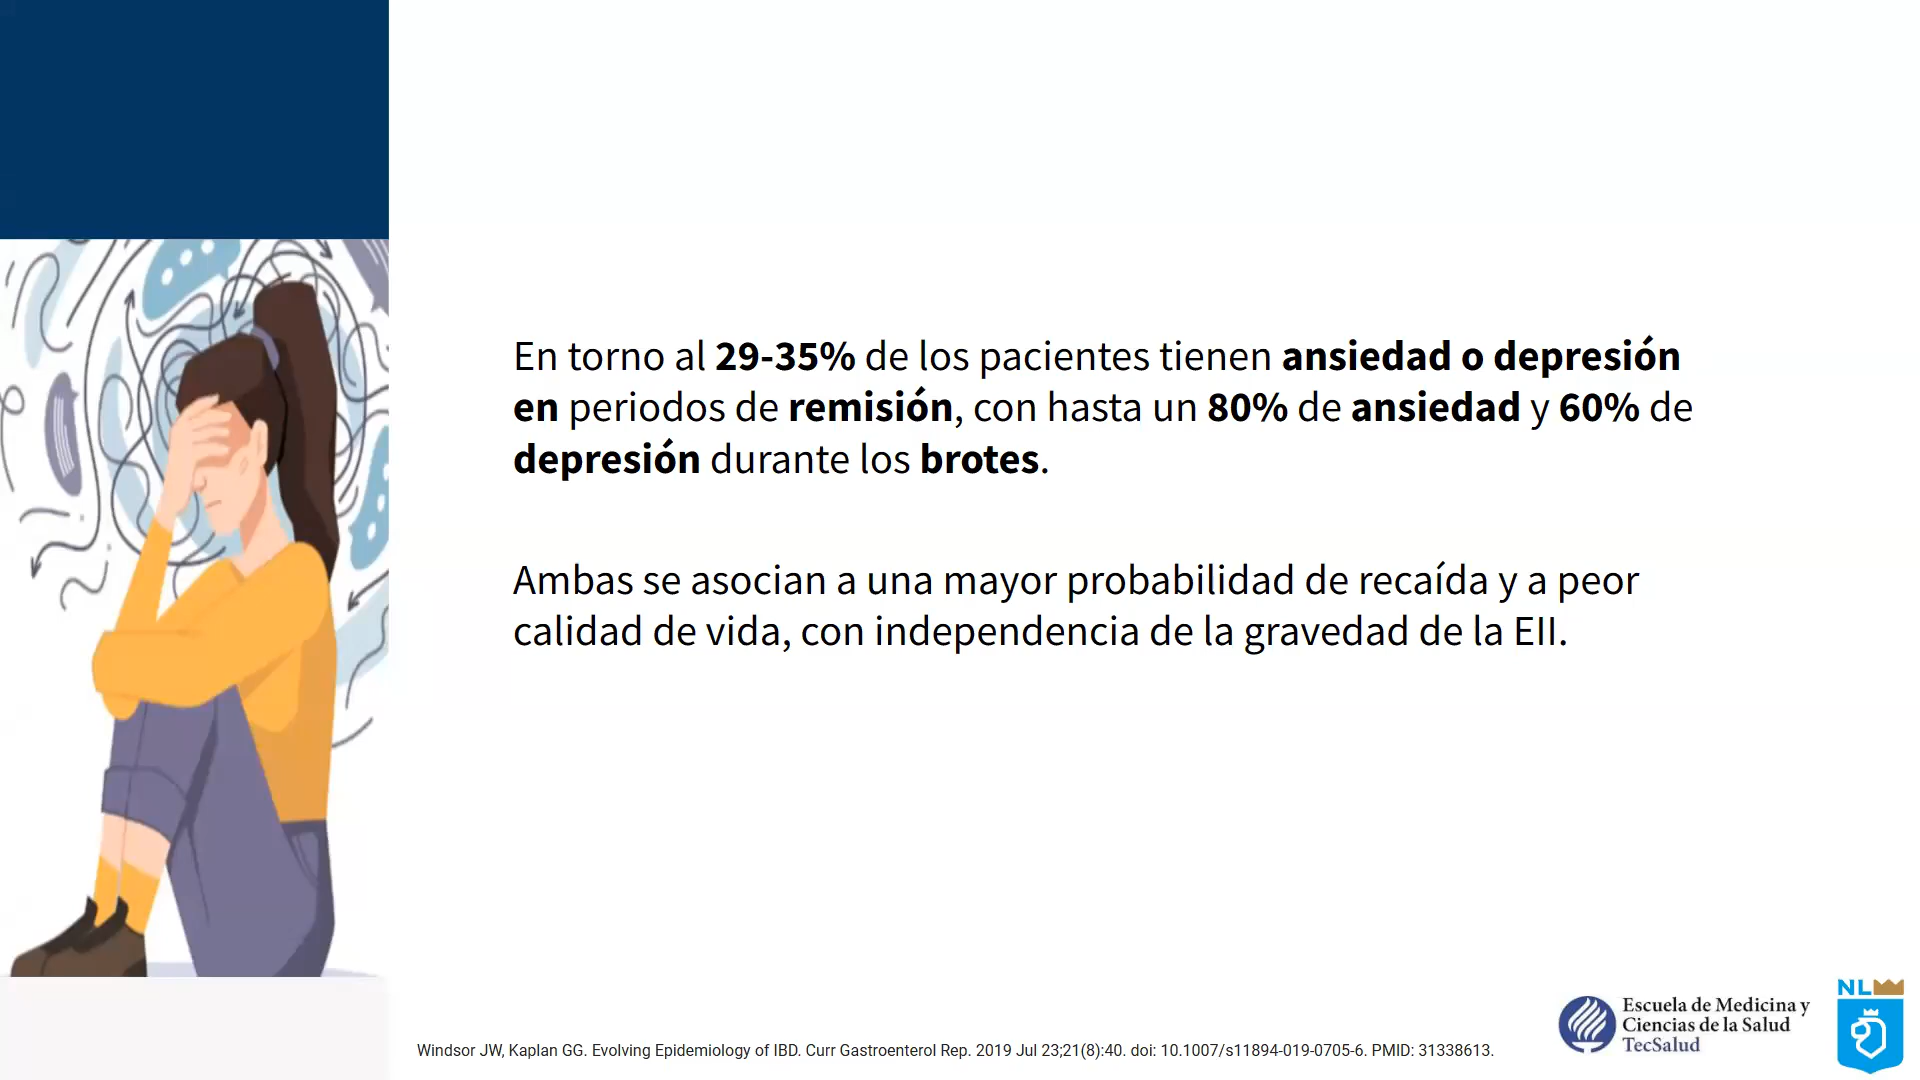 En torno al 29-35% de los pacientes tienen ansiedad o depresión
en periodos de remisión, con hasta un 80% de ansiedad y 60% de
depresión durante los brotes.
Ambas se asocian a una mayor probabilidad de recaída y a peor
calidad de vida, con independencia de la gravedad de la EII.
Windsor JW, Kaplan GG. Evolving Epidemiology of IBD. Curr Gastroenterol Rep. 2019 Jul 23;21(8):40. doi: 10.1007/s11894-019-0705-6. PMID: 31338613.
Escuela de Medicina y
Ciencias de la Salud
TecSalud
NL